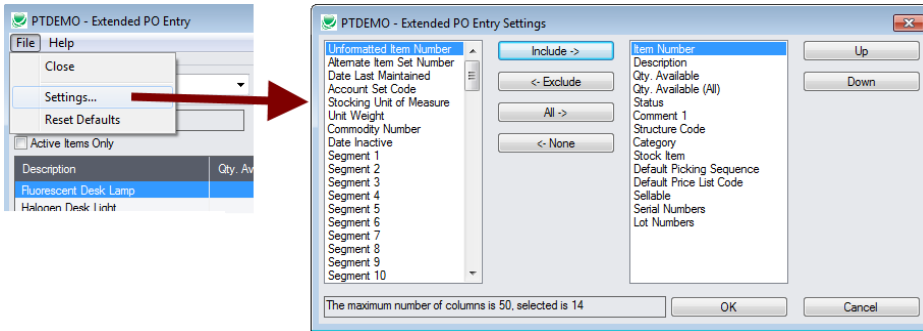 PTDEMO - Extended PO Entry
File Help
Close
Settings...
Reset Defaults
Active Items Only
Description Qty. Av
Fluorescent Desk Lamp
Halogen Desk Light
PTDEMO - Extended PO Entry Settings
Unformatted Item Number
Alternate Item Set Number
Date Last Maintained
Account Set Code
Stocking Unit of Measure
Unit Weight
Commodity Number
Date Inactive
Segment 1
Segment 2
Segment 3
Segment 4
Segment 5
Segment 6
Segment 7
Segment 8
Segment 9
Segment 10
Include ->
<- Exclude
All ->
<- None
Item Number
Description
Qty. Available
Qty. Available (All)
Status
Comment 1
Structure Code
Category
Stock Item
Default Picking Sequence
Default Price List Code
Sellable
Serial Numbers
Lot Numbers
Up
Down
The maximum number of columns is 50, selected is 14
OK
Cancel